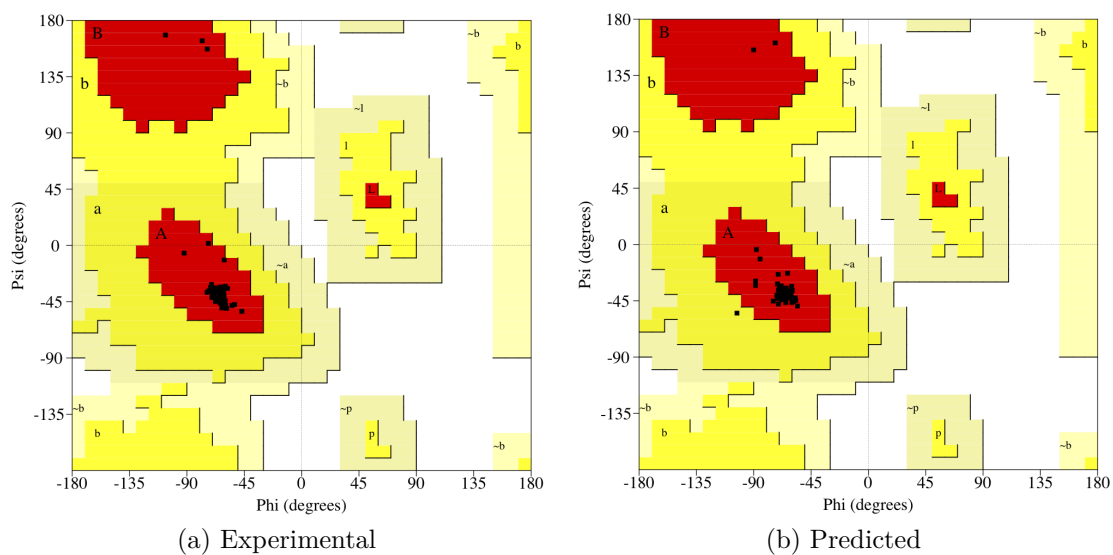 180
135
90
45
0
-45
-90
-135
-180
-135
-90
-45
0
45
90
135
180
Psi (degrees)
Phi (degrees)
B
b
~b
~b
b
~l
l
L
a
A
~a
~b
b
~p
p
~b
(a) Experimental
180
135
90
45
0
-45
-90
-135
-180
-135
-90
-45
0
45
90
135
180
Psi (degrees)
Phi (degrees)
B
b
~b
~b
b
~l
l
L
a
A
~a
~b
b
~p
p
~b
(b) Predicted